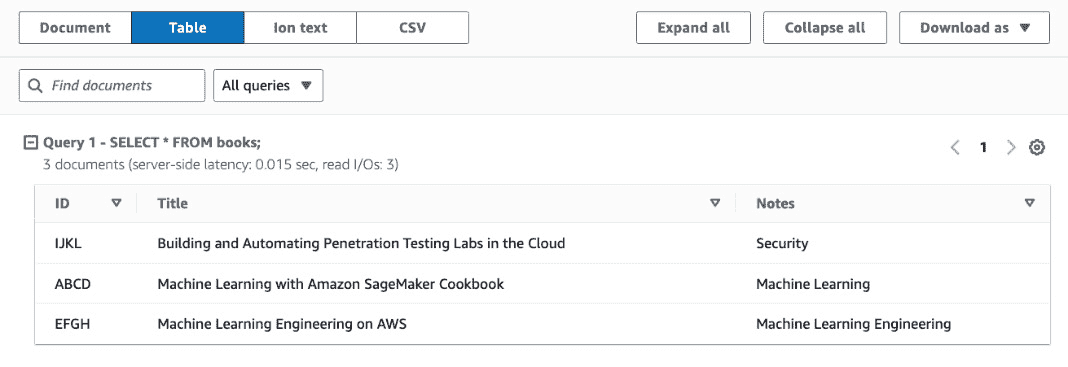 Document Table Ion text CSV Expand all Collapse all Download as
Find documents All queries
Query 1 - SELECT * FROM books;
3 documents (server-side latency: 0.015 sec, read I/Os: 3)
1
ID Title Notes
IJKL Building and Automating Penetration Testing Labs in the Cloud Security
ABCD Machine Learning with Amazon SageMaker Cookbook Machine Learning
EFGH Machine Learning Engineering on AWS Machine Learning Engineering